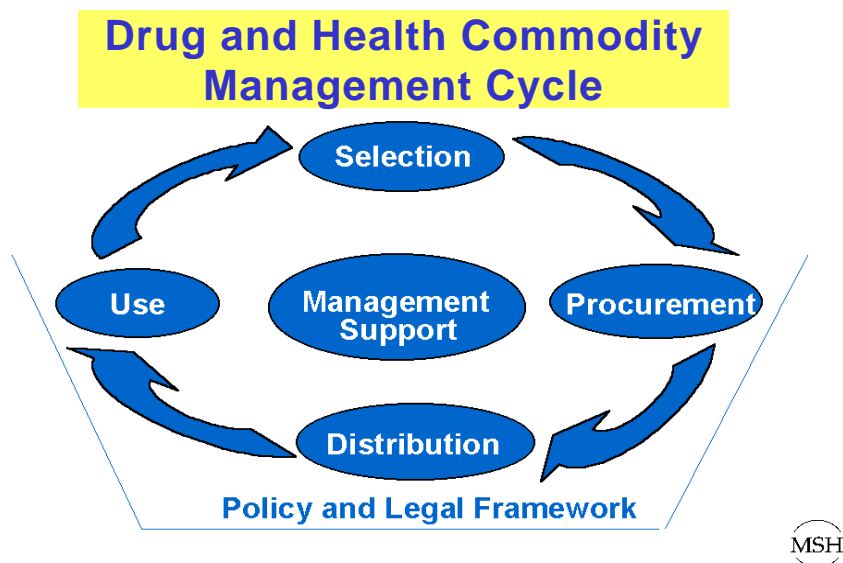 Drug and Health Commodity
Management Cycle
Selection
Use
Management
Support
Procurement
Distribution
Policy and Legal Framework
MSH